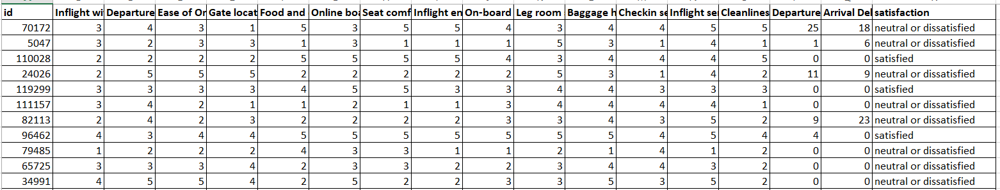 id Inflight wi Departure Ease of On Gate locat Food and Online boa Seat comf Inflight en On-board Leg room Baggage h Checkin se Inflight ser Cleanlines Departure Arrival Del satisfaction
70172 3 4 3 1 5 3 5 5 4 3 4 4 5 5 25 18 neutral or dissatisfied
5047 3 2 3 3 1 3 1 1 1 5 3 1 4 1 1 6 neutral or dissatisfied
110028 2 2 2 2 5 5 5 5 4 3 4 4 4 5 0 0 satisfied
24026 2 5 5 5 2 2 2 2 2 5 3 1 4 2 11 9 neutral or dissatisfied
119299 3 3 3 3 4 5 5 3 3 4 4 3 3 3 0 0 satisfied
111157 3 4 2 1 1 2 1 1 3 4 4 4 4 1 0 0 neutral or dissatisfied
82113 2 4 2 3 2 2 2 2 3 3 4 3 5 2 9 23 neutral or dissatisfied
96462 4 3 4 4 5 5 5 5 5 5 5 4 5 4 4 0 satisfied
79485 1 2 2 2 4 3 3 1 1 2 1 4 1 2 0 0 neutral or dissatisfied
65725 3 3 3 4 2 3 2 2 2 3 4 4 3 2 0 0 neutral or dissatisfied
34991 4 5 5 4 2 5 2 2 3 3 5 3 5 2 0 0 neutral or dissatisfied